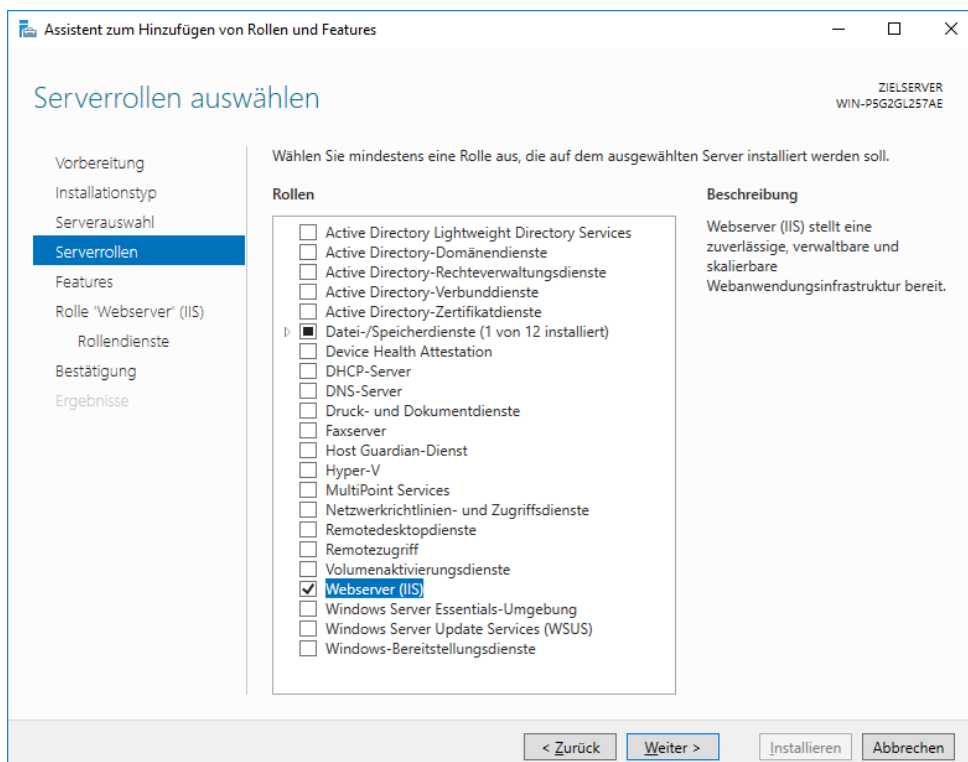 Assistent zum Hinzufügen von Rollen und Features
Serverrollen auswählen
ZIELSERVER
WIN-P5G2GL257AE
Vorbereitung
Installationstyp
Serverauswahl
Serverrollen
Features
Rolle 'Webserver' (IIS)
Rollendienste
Bestätigung
Ergebnisse
Wählen Sie mindestens eine Rolle aus, die auf dem ausgewählten Server installiert werden soll.
Rollen
Active Directory Lightweight Directory Services
Active Directory-Domänendienste
Active Directory-Rechteverwaltungsdienste
Active Directory-Verbunddienste
Active Directory-Zertifikatdienste
Datei-/Speicherdienste (1 von 12 installiert)
Device Health Attestation
DHCP-Server
DNS-Server
Druck- und Dokumentdienste
Faxserver
Host Guardian-Dienst
Hyper-V
MultiPoint Services
Netzwerkrichtlinien- und Zugriffsdienste
Remotedesktopdienste
Remotezugriff
Volumenaktivierungsdienste
Webserver (IIS)
Windows Server Essentials-Umgebung
Windows Server Update Services (WSUS)
Windows-Bereitstellungsdienste
Beschreibung
Webserver (IIS) stellt eine
zuverlässige, verwaltbare und
skalierbare
Webanwendungsinfrastruktur bereit.
< Zurück
Weiter >
Installieren
Abbrechen